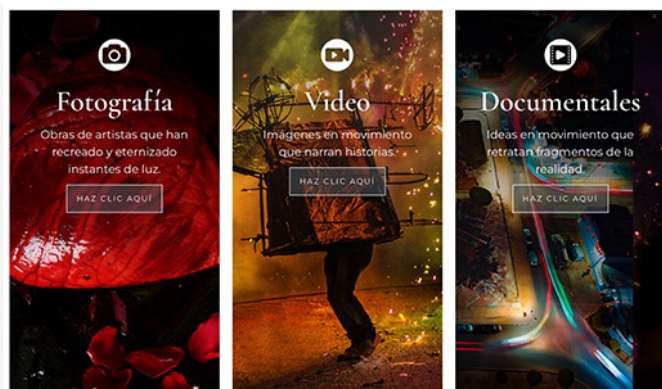 Fotografía
Obras de artistas que han
recreado y eternizado
instantes de luz.
HAZ CLIC AQUÍ
Video
Imágenes en movimiento
que narran historias.
HAZ CLIC AQUÍ
Documentales
Ideas en movimiento que
retratan fragmentos de la
realidad
HAZ CLIC AQUÍ